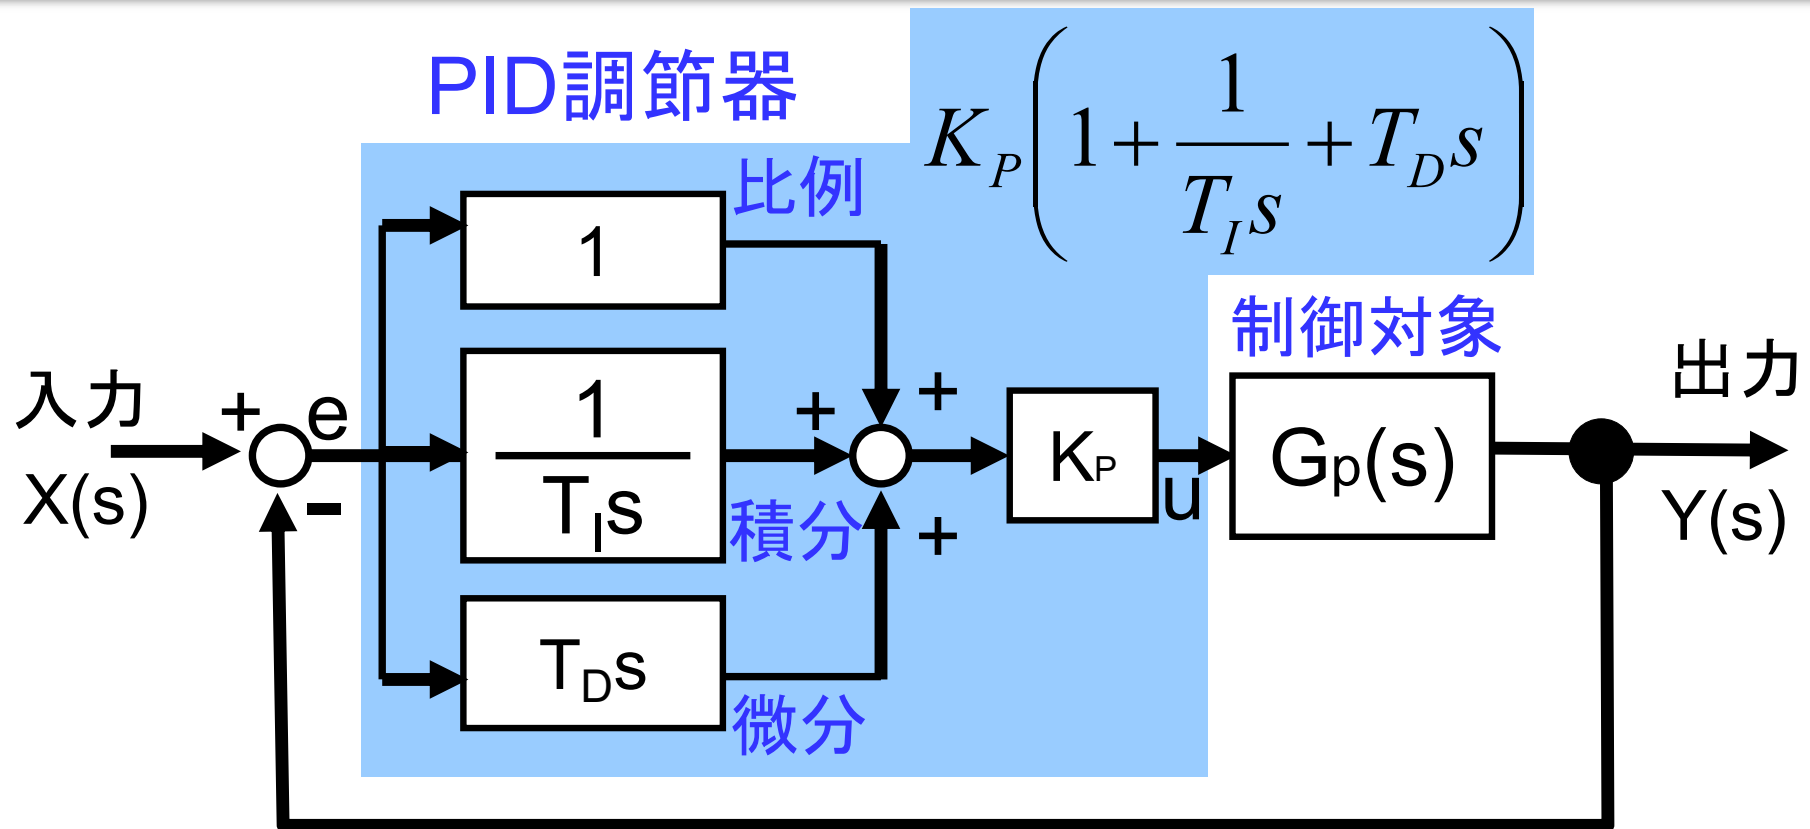 PID調節器
K_P(1+1/(T_I s)+T_D s)
比例
1
制御対象
入力
X(s)
+
e
-
1
T_I s
積分
+
+
+
K_P
u
G_p(s)
出力
Y(s)
T_D s
微分